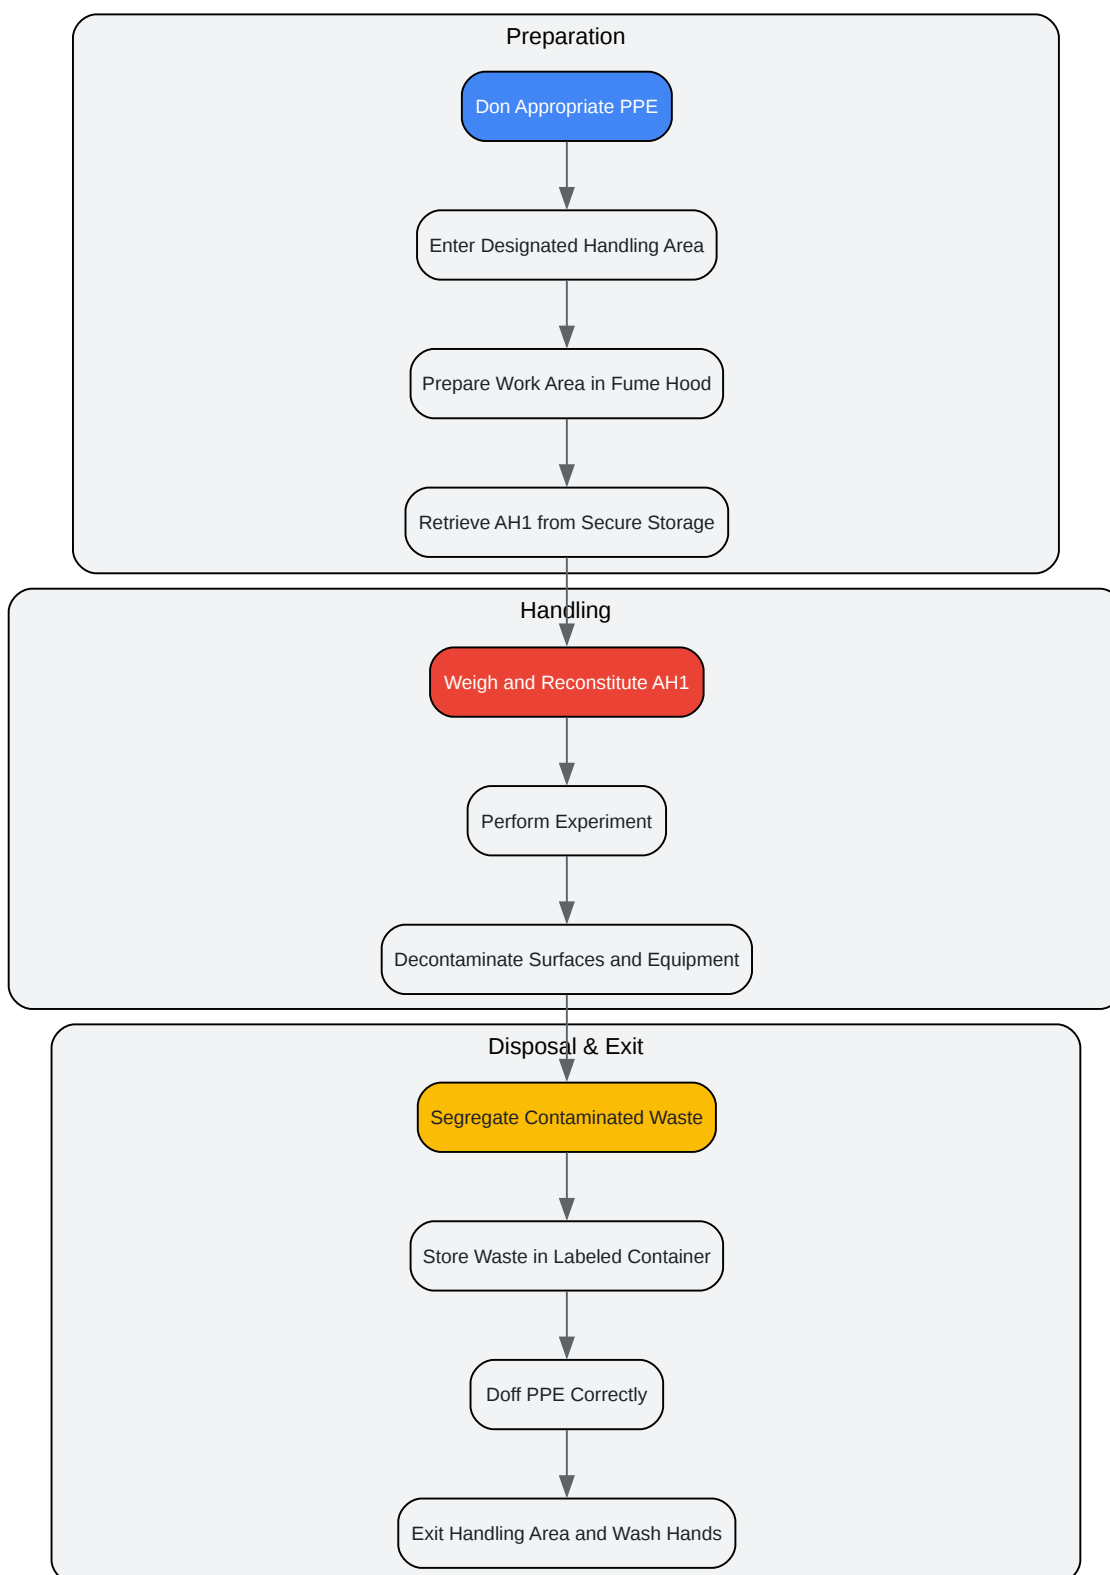 Preparation
Don Appropriate PPE
Enter Designated Handling Area
Prepare Work Area in Fume Hood
Retrieve AH1 from Secure Storage
Handling
Weigh and Reconstitute AH1
Perform Experiment
Decontaminate Surfaces and Equipment
Disposal & Exit
Segregate Contaminated Waste
Store Waste in Labeled Container
Doff PPE Correctly
Exit Handling Area and Wash Hands